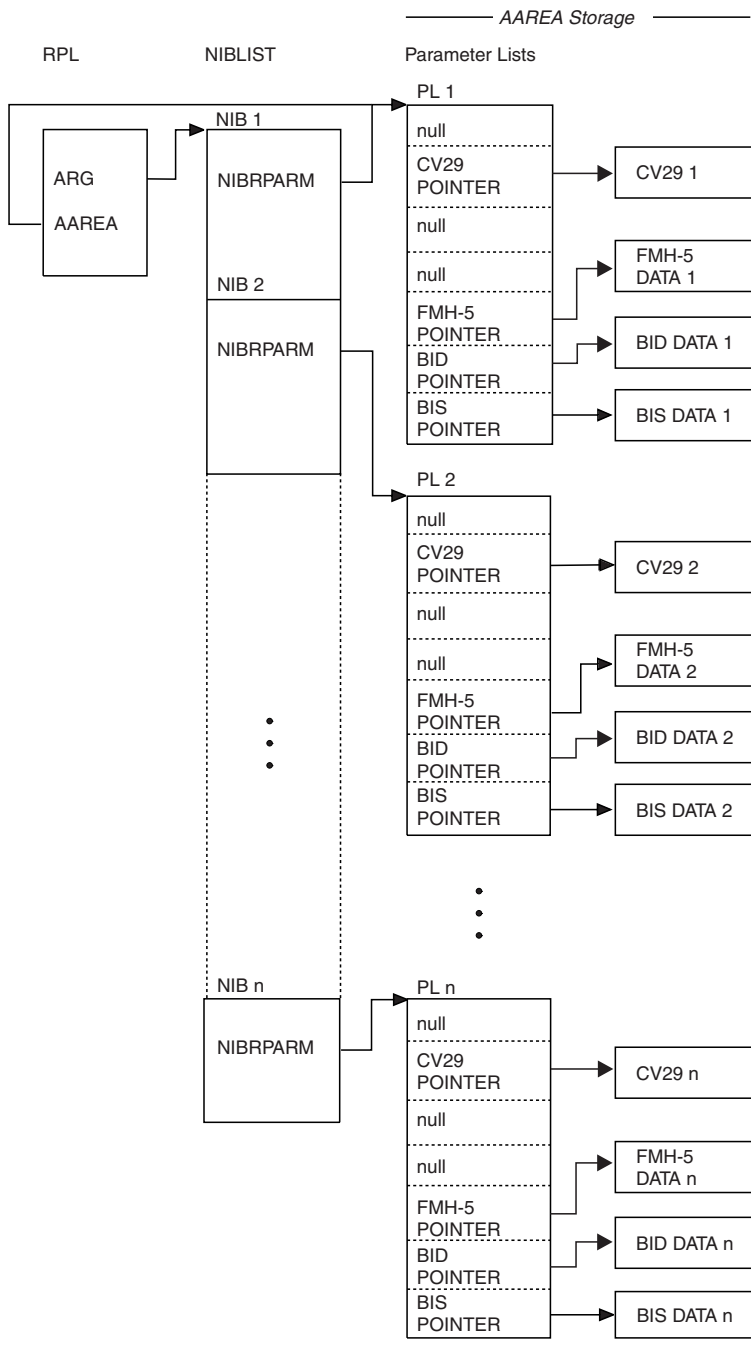 AAREA Storage
RPL
NIBLIST
Parameter Lists
ARG
AAREA
NIB 1
NIBRPARM
NIB 2
NIBRPARM
PL 1
null
CV29
POINTER
null
null
FMH-5
POINTER
BID
POINTER
BIS
POINTER
CV29 1
FMH-5
DATA 1
BID DATA 1
BIS DATA 1
PL 2
null
CV29
POINTER
null
null
FMH-5
POINTER
BID
POINTER
BIS
POINTER
CV29 2
FMH-5
DATA 2
BID DATA 2
BIS DATA 2
NIB n
NIBRPARM
PL n
null
CV29
POINTER
null
null
FMH-5
POINTER
BID
POINTER
BIS
POINTER
CV29 n
FMH-5
DATA n
BID DATA n
BIS DATA n